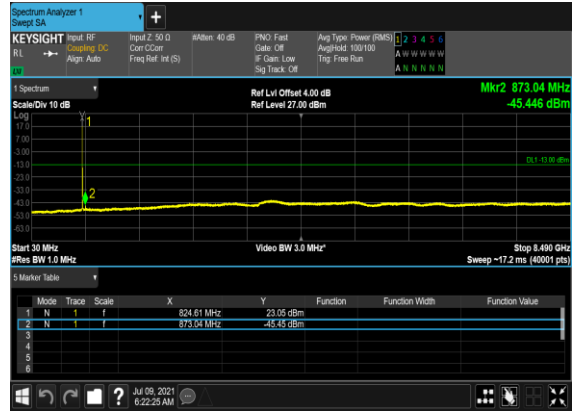 Spectrum Analyzer 1
Swept SA
KEYSIGHT Input: RF Input Z: 50 Ω #Atten: 40 dB PNO: Fast Avg Type: Power (RMS) 1 2 3 4 5 6
RL Coupling: DC Corr CCorr Gate: Off Avg|Hold: 100/100 A W W W W W
Align: Auto Freq Ref: Int (S) IF Gain: Low Trig: Free Run
Sig Track: Off A N N N N N
1 Spectrum Ref Lvl Offset 4.00 dB Mkr2 873.04 MHz
Scale/Div 10 dB Ref Level 27.00 dBm -45.446 dBm
Log
17.0
7.00
-3.00
-13.0
-23.0
-33.0
-43.0
-53.0
-63.0
1
2
DL1 -13.00 dBm
Start 30 MHz Video BW 3.0 MHz* Stop 8.490 GHz
#Res BW 1.0 MHz Sweep ~17.2 ms (40001 pts)
5 Marker Table
Mode Trace Scale X Y Function Function Width Function Value
1 N 1 f 824.61 MHz 23.05 dBm
2 N 1 f 873.04 MHz -45.45 dBm
3
4
5
6
Jul 09, 2021
6:22:25 AM